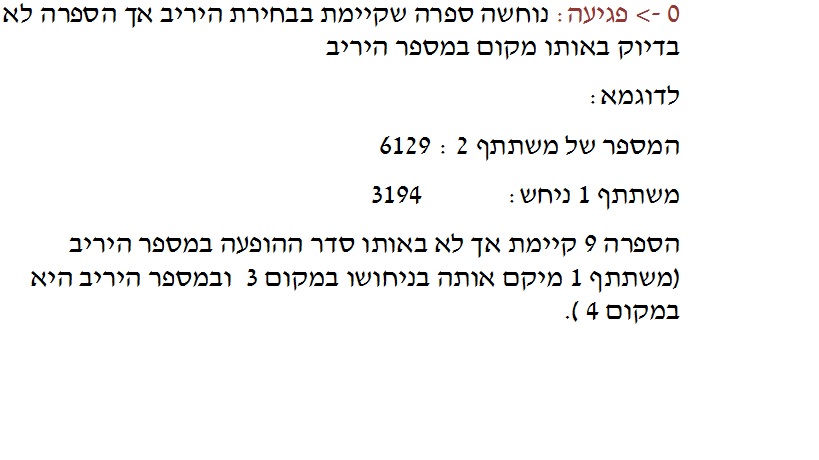 0 -> פגיעה: נוחשה ספרה שקיימת בבחירת היריב אך הספרה לא
בדיוק באותו מקום במספר היריב
לדוגמא:
המספר של משתתף 2 : 6129
משתתף 1 ניחש: 3194
הספרה 9 קיימת אך לא באותו סדר ההופעה במספר היריב
(משתתף 1 מיקם אותה בניחושו במקום 3 ובמספר היריב היא
במקום 4 ).